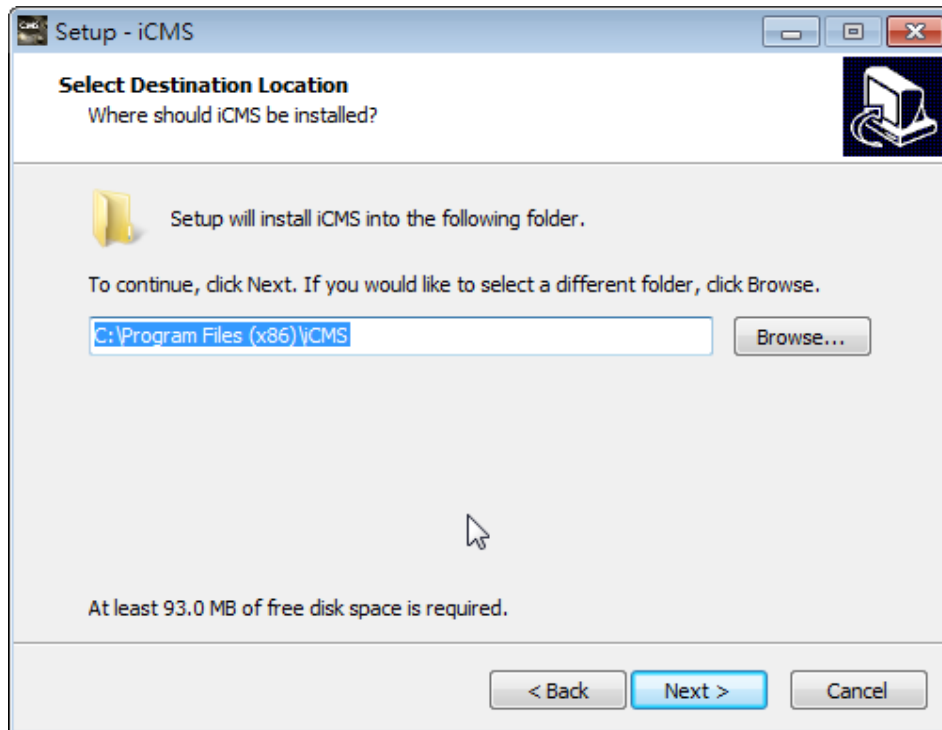 Setup - iCMS
Select Destination Location
Where should iCMS be installed?
Setup will install iCMS into the following folder.
To continue, click Next. If you would like to select a different folder, click Browse.
C:\Program Files (x86)\iCMS
Browse...
At least 93.0 MB of free disk space is required.
< Back
Next >
Cancel